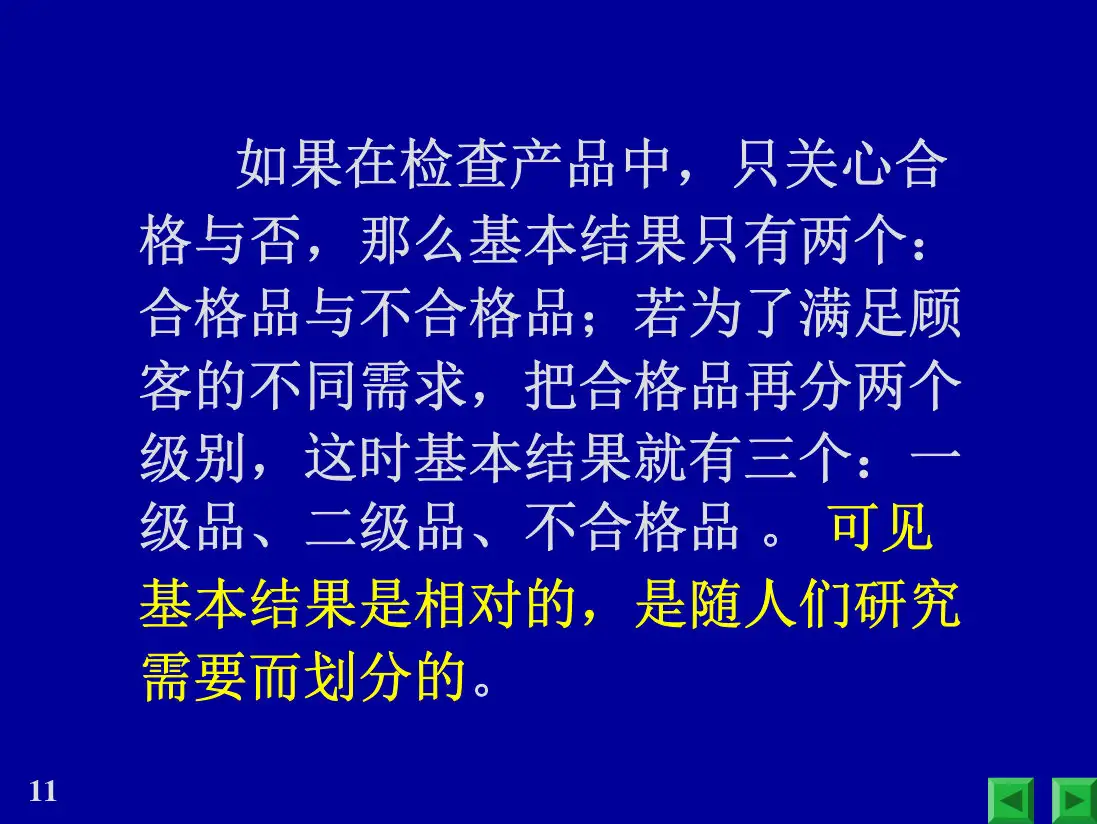 如果在检查产品中，只关心合
格与否，那么基本结果只有两个：
合格品与不合格品；若为了满足顾
客的不同需求，把合格品再分两个
级别，这时基本结果就有三个：一
级品、二级品、不合格品 。 可见
基本结果是相对的，是随人们研究
需要而划分的。
11